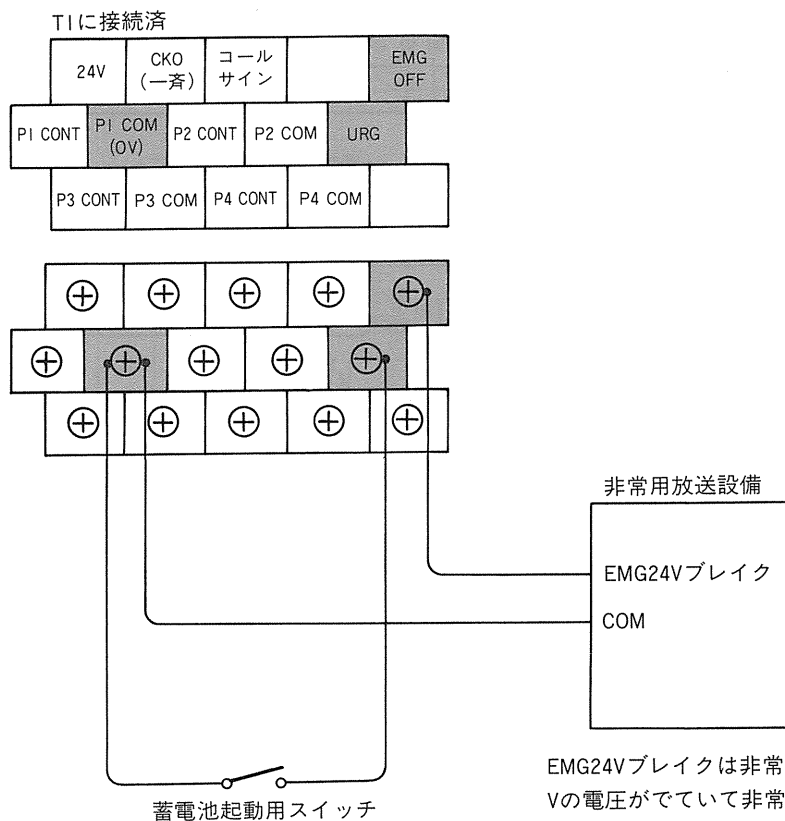 TIに接続済
24V
CKO
(一斉)
コール
サイン
EMG
OFF
P1 CONT
P1 COM
(0V)
P2 CONT
P2 COM
URG
P3 CONT
P3 COM
P4 CONT
P4 COM
非常用放送設備
EMG24Vブレイク
COM
蓄電池起動用スイッチ
EMG24Vブレイクは非常
Vの電圧がでていて非常